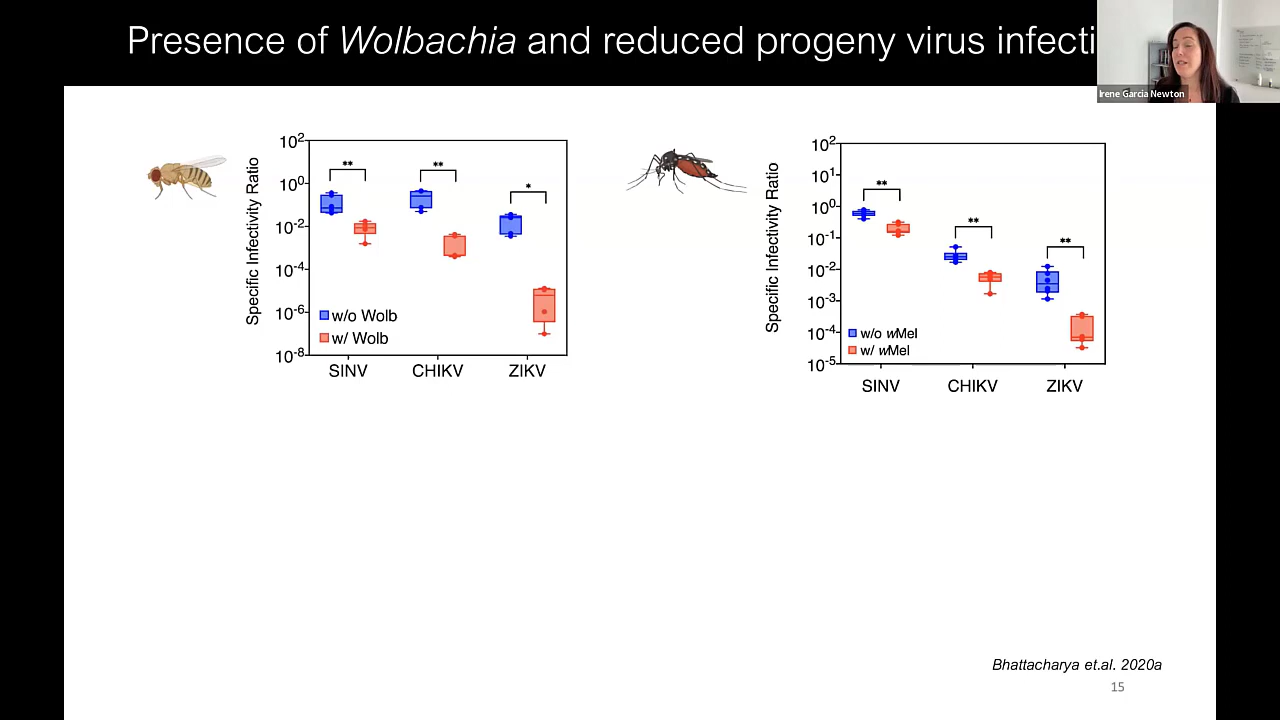 Presence of Wolbachia and reduced progeny virus infecti
Irene Garcia Newton
Specific Infectivity Ratio
10²
10⁰
10⁻²
10⁻⁴
10⁻⁶
10⁻⁸
**
**
*
w/o Wolb
w/ Wolb
SINV CHIKV ZIKV
Specific Infectivity Ratio
10²
10¹
10⁰
10⁻¹
10⁻²
10⁻³
10⁻⁴
10⁻⁵
**
**
**
w/o wMel
w/ wMel
SINV CHIKV ZIKV
Bhattacharya et.al. 2020a
15